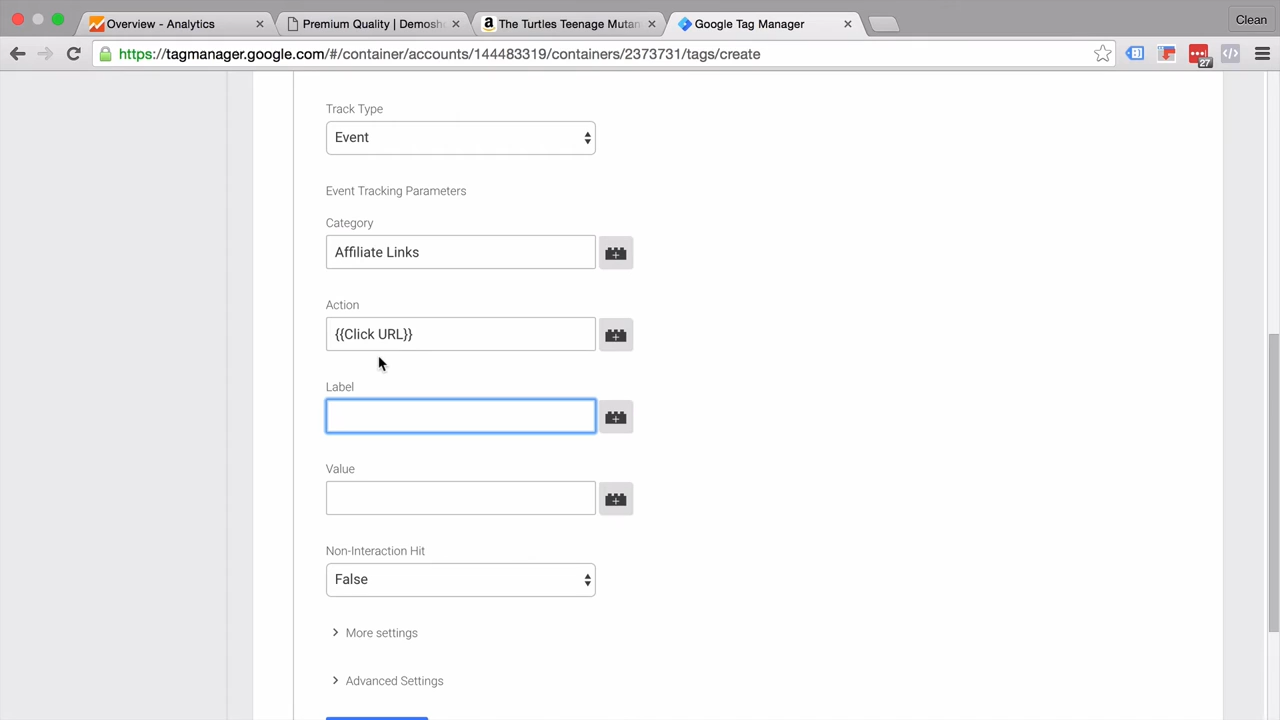 Overview - Analytics
Premium Quality | Demosh
The Turtles Teenage Mutan
Google Tag Manager
Clean
https://tagmanager.google.com/#/container/accounts/144483319/containers/2373731/tags/create
27
Track Type
Event
Event Tracking Parameters
Category
Affiliate Links
Action
{{Click URL}}
Label
Value
Non-Interaction Hit
False
More settings
Advanced Settings